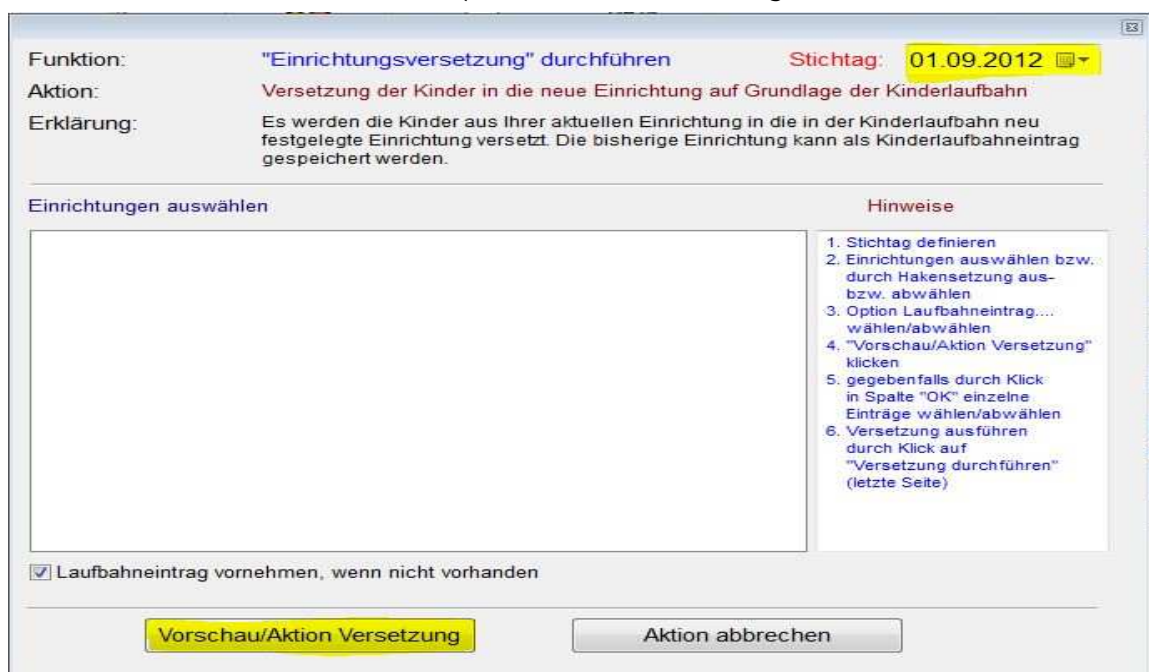 Funktion: "Einrichtungsversetzung" durchführen Stichtag: 01.09.2012
Aktion: Versetzung der Kinder in die neue Einrichtung auf Grundlage der Kinderlaufbahn
Erklärung: Es werden die Kinder aus Ihrer aktuellen Einrichtung in die in der Kinderlaufbahn neu
festgelegte Einrichtung versetzt. Die bisherige Einrichtung kann als Kinderlaufbahneintrag
gespeichert werden.
Einrichtungen auswählen
Hinweise
1. Stichtag definieren
2. Einrichtungen auswählen bzw.
durch Hakensetzung aus-
bzw. abwählen
3. Option Laufbahneintrag....
wählen/abwählen
4. "Vorschau/Aktion Versetzung"
klicken
5. gegebenfalls durch Klick
in Spalte "OK" einzelne
Einträge wählen/abwählen
6. Versetzung ausführen
durch Klick auf
"Versetzung durchführen"
(letzte Seite)
Laufbahneintrag vornehmen, wenn nicht vorhanden
Vorschau/Aktion Versetzung Aktion abbrechen